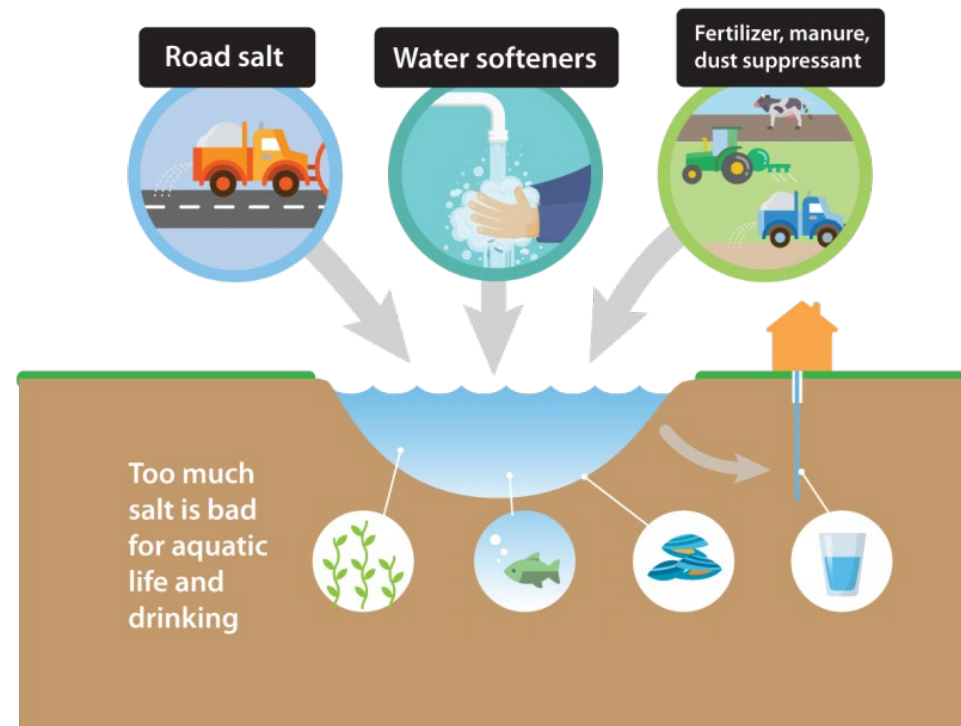 Road salt
Water softeners
Fertilizer, manure,
dust suppressant
Too much
salt is bad
for aquatic
life and
drinking